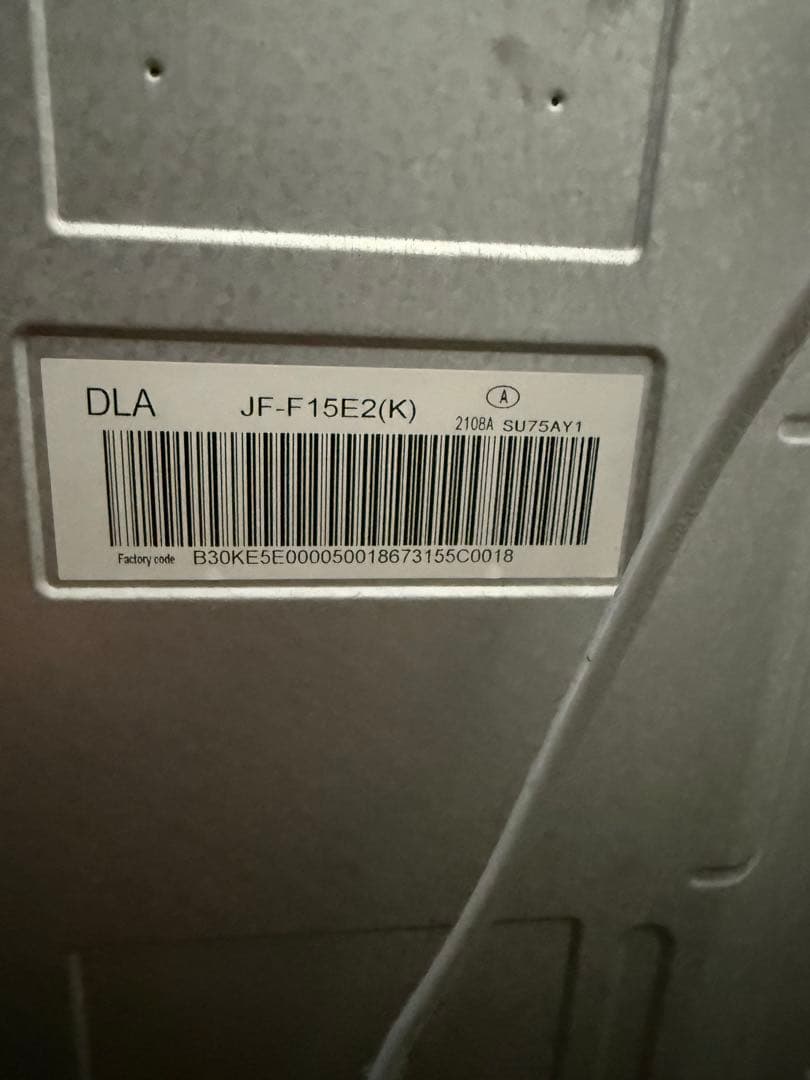 DLA JF-F15E2(K) A
2108A SU75AY1
Factory code B30KE5E000050018673155C0018